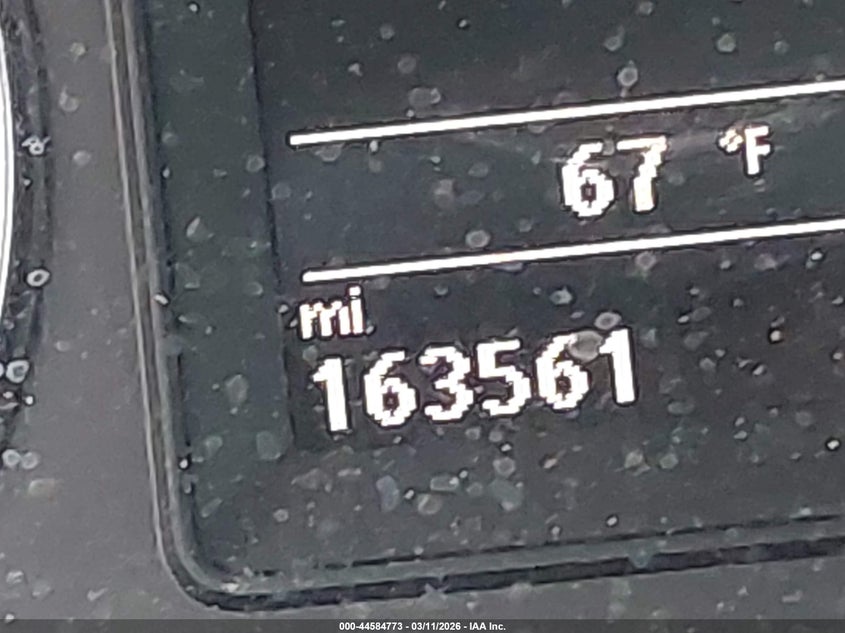 67 °F
mi
163561
000-44584773 - 03/11/2026 - IAA Inc.